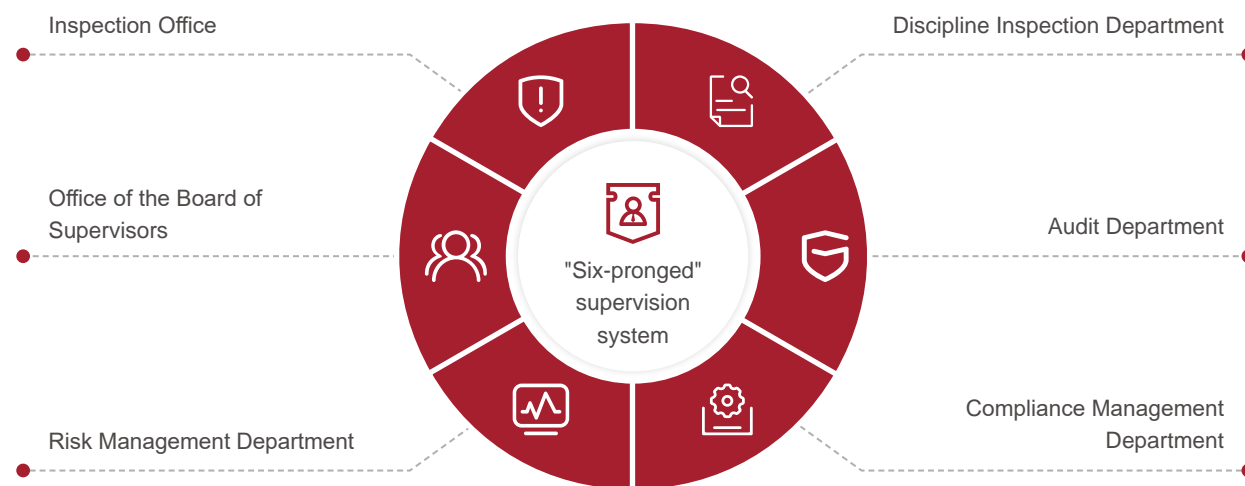 Inspection Office
Discipline Inspection Department
Office of the Board of
Supervisors
Audit Department
"Six-pronged"
supervision
system
Risk Management Department
Compliance Management
Department